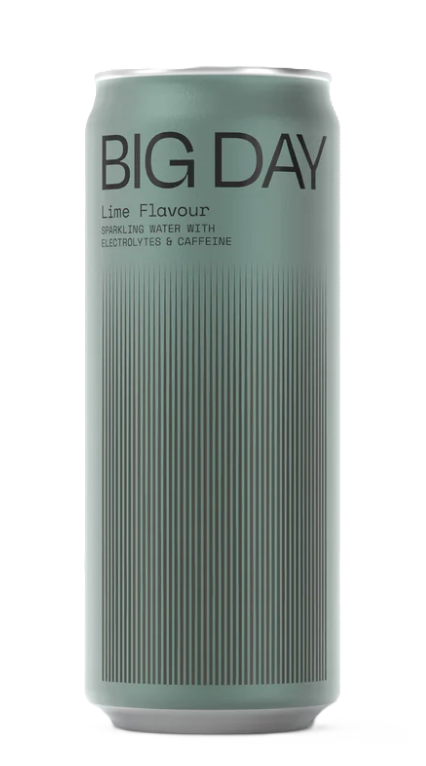 BIG DAY
Lime Flavour
SPARKLING WATER WITH
ELECTROLYTES & CAFFEINE